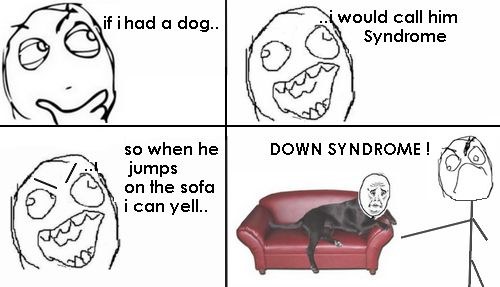 if i had a dog..
..i would call him
Syndrome
so when he
..i jumps
on the sofa
i can yell..
DOWN SYNDROME !